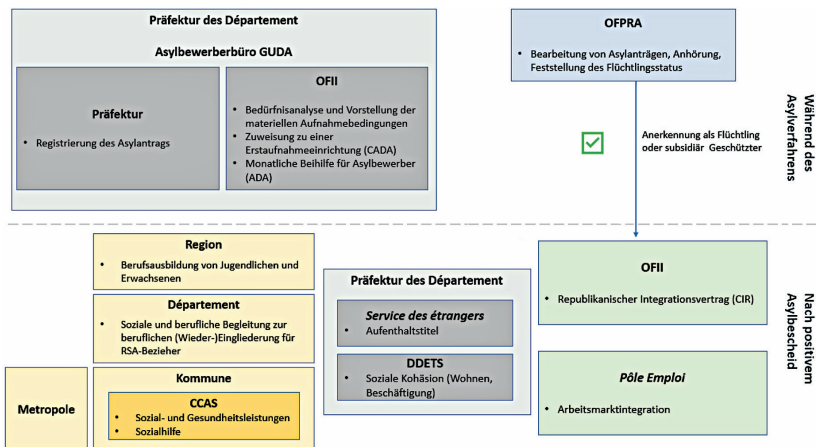 Präfektur des Département
Asylbewerberbüro GUDA
Präfektur
• Registrierung des Asylantrags
OFII
• Bedürfnisanalyse und Vorstellung der
materiellen Aufnahmebedingungen
• Zuweisung zu einer
Erstaufnahmeeinrichtung (CADA)
• Monatliche Beihilfe für Asylbewerber
(ADA)
OFPRA
• Bearbeitung von Asylanträgen, Anhörung,
Feststellung des Flüchtlingsstatus
Anerkennung als Flüchtling
oder subsidiär Geschützter
Während des
Asylverfahrens
Region
• Berufsausbildung von Jugendlichen und
Erwachsenen
Département
• Soziale und berufliche Begleitung zur
beruflichen (Wieder-)Eingliederung für
RSA-Bezieher
Metropole
Kommune
CCAS
• Sozial- und Gesundheitsleistungen
• Sozialhilfe
Präfektur des Département
Service des étrangers
• Aufenthaltstitel
DDETS
• Soziale Kohäsion (Wohnen,
Beschäftigung)
OFII
• Republikanischer Integrationsvertrag (CIR)
Pôle Emploi
• Arbeitsmarktintegration
Nach positivem
Asylbescheid